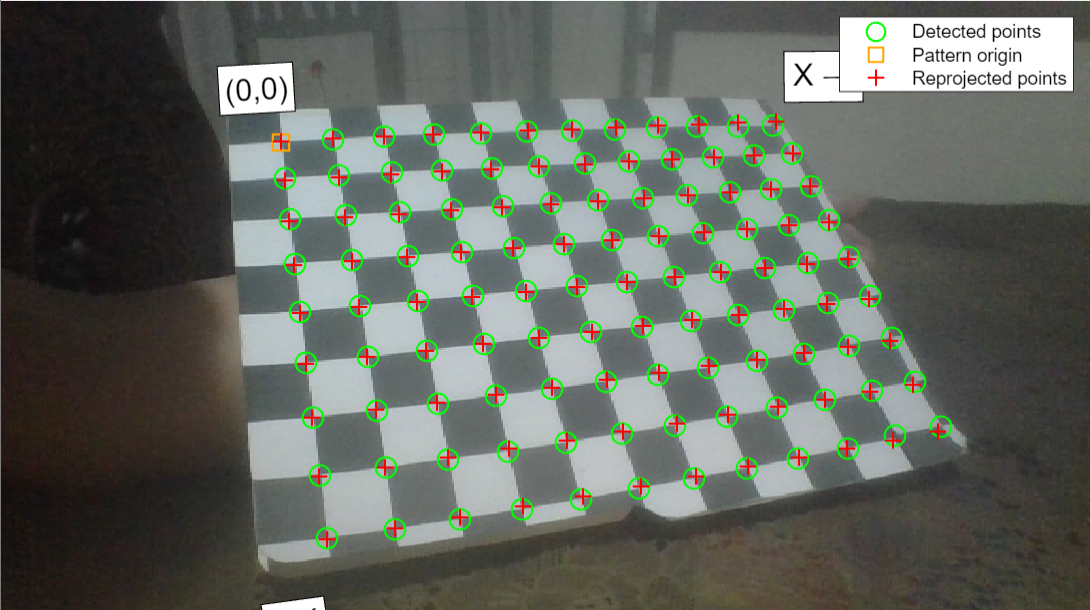 (0,0)
X
Detected points
Pattern origin
Reprojected points